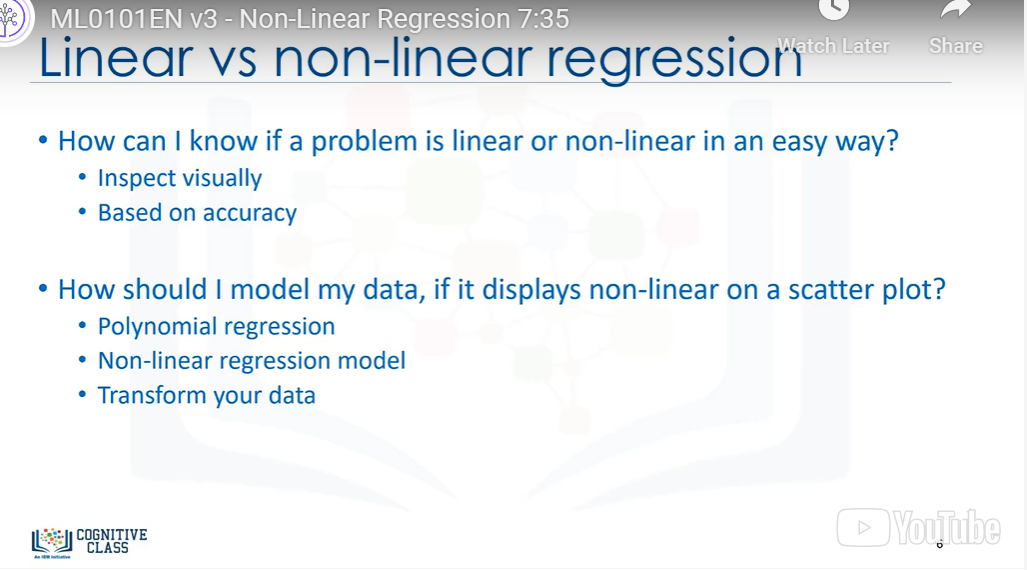 ML0101EN v3 - Non-Linear Regression 7:35
Watch Later
Share
Linear vs non-linear regression
• How can I know if a problem is linear or non-linear in an easy way?
• Inspect visually
• Based on accuracy
• How should I model my data, if it displays non-linear on a scatter plot?
• Polynomial regression
• Non-linear regression model
• Transform your data
COGNITIVE
CLASS
An IBM Initiative
YouTube
6